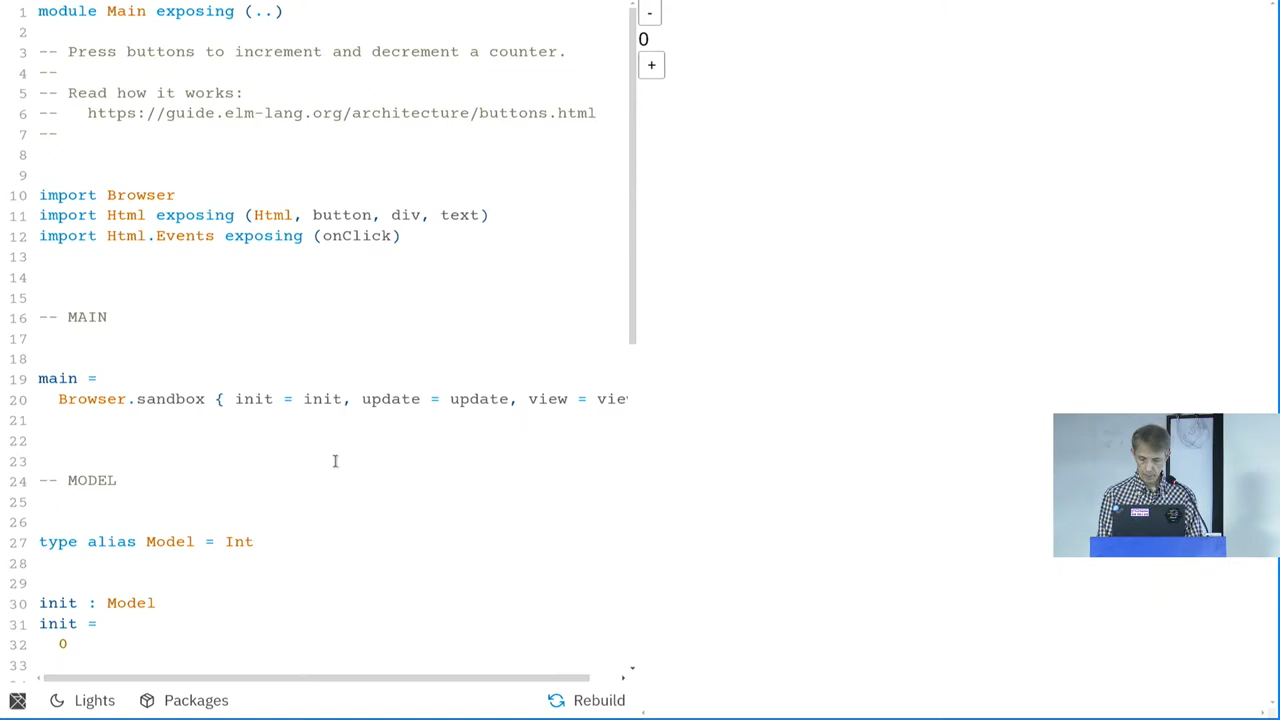 1 module Main exposing (..)
2
3 -- Press buttons to increment and decrement a counter.
4 --
5 -- Read how it works:
6 --   https://guide.elm-lang.org/architecture/buttons.html
7 --
8
9
10 import Browser
11 import Html exposing (Html, button, div, text)
12 import Html.Events exposing (onClick)
13
14
15
16 -- MAIN
17
18
19 main =
20   Browser.sandbox { init = init, update = update, view = vie
21
22
23
24 -- MODEL
25
26
27 type alias Model = Int
28
29
30 init : Model
31 init =
32   0
33
Lights
Packages
Rebuild
-
0
+